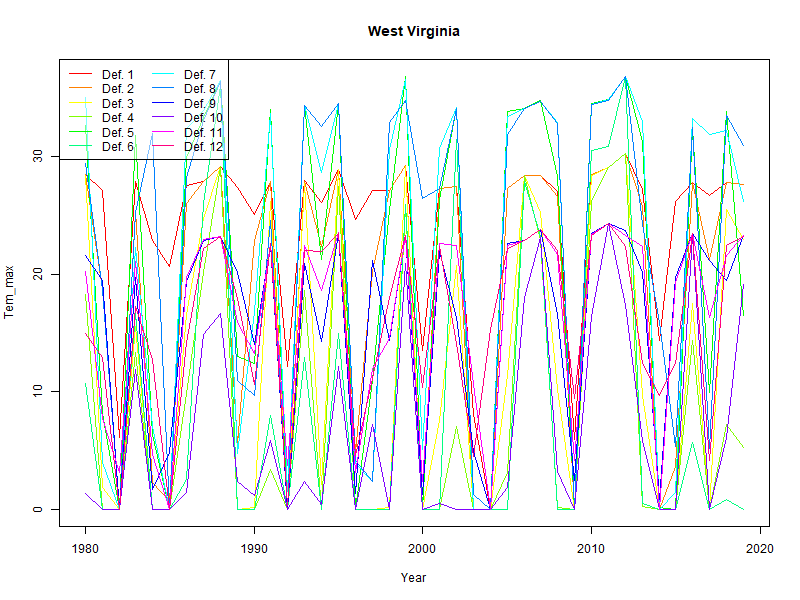 West Virginia
Def. 1 Def. 7
Def. 2 Def. 8
Def. 3 Def. 9
Def. 4 Def. 10
Def. 5 Def. 11
Def. 6 Def. 12
Tem_max
0 10 20 30
1980 1990 2000 2010 2020
Year